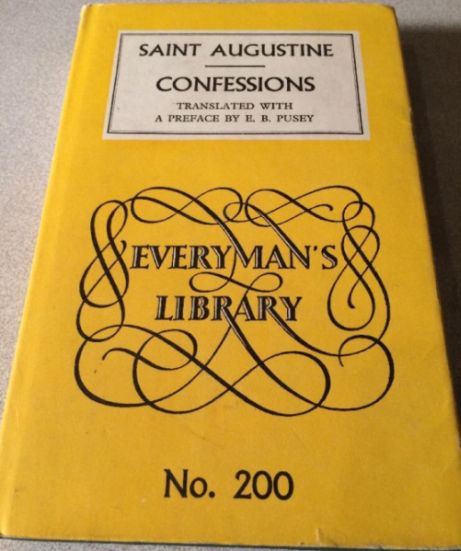 SAINT AUGUSTINE
CONFESSIONS
TRANSLATED WITH
A PREFACE BY E. B. PUSEY
EVERYMAN'S
LIBRARY
No. 200